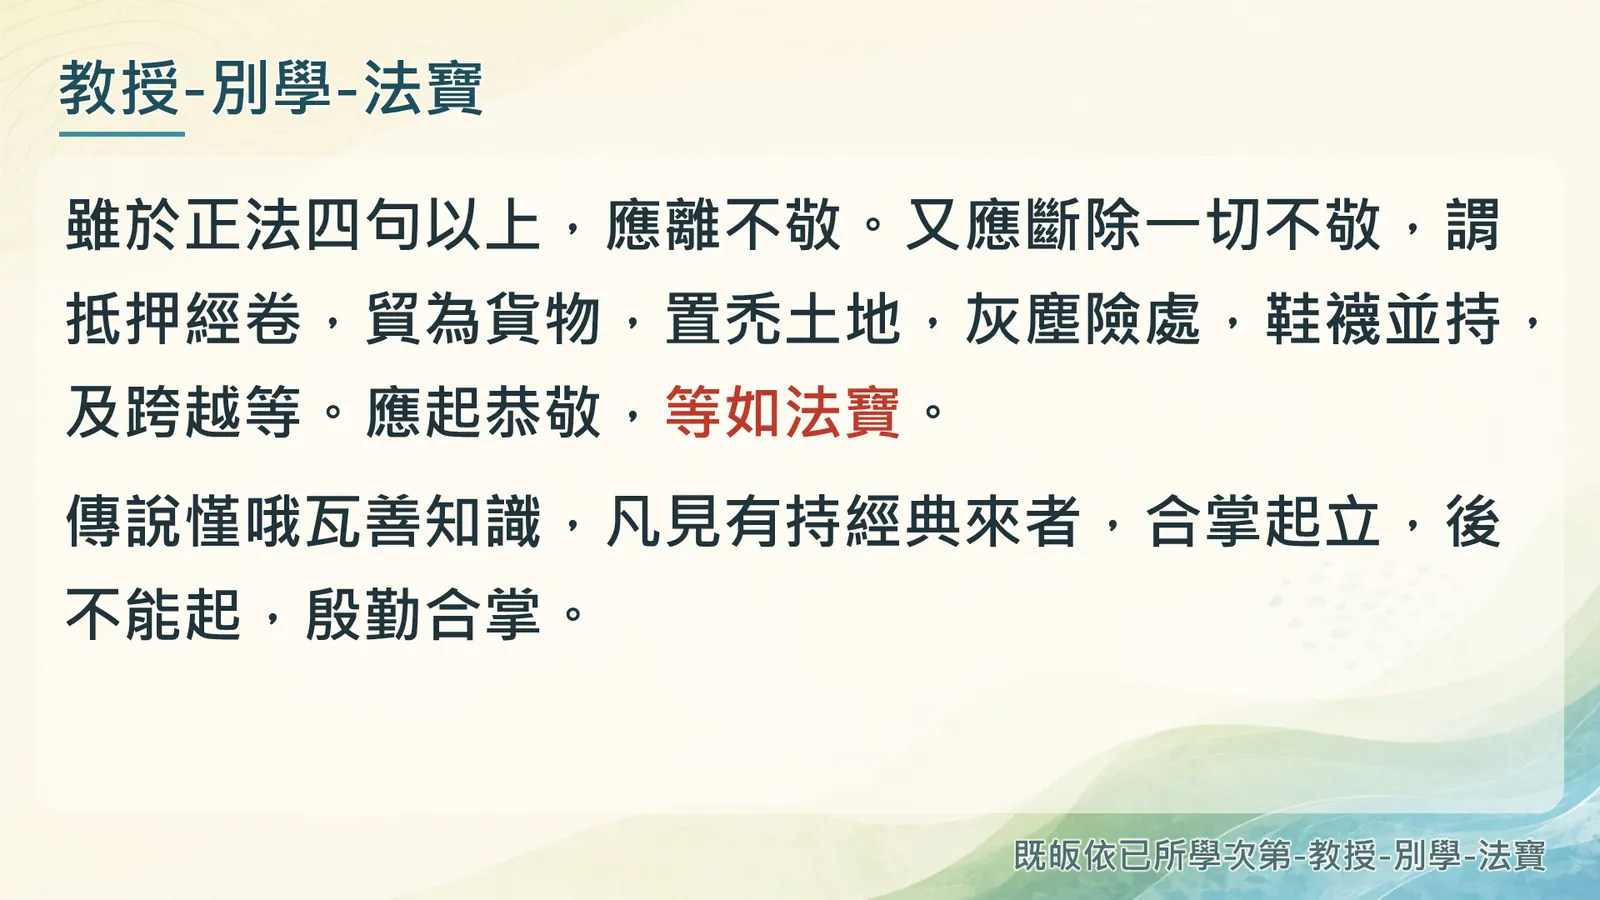 教授-別學-法寶
雖於正法四句以上，應離不敬。又應斷除一切不敬，謂
抵押經卷，貿為貨物，置禿土地，灰塵險處，鞋襪並持，
及跨越等。應起恭敬，等如法寶。
傳說慬哦瓦善知識，凡見有持經典來者，合掌起立，後
不能起，殷勤合掌。
既皈依已所學次第-教授-別學-法寶